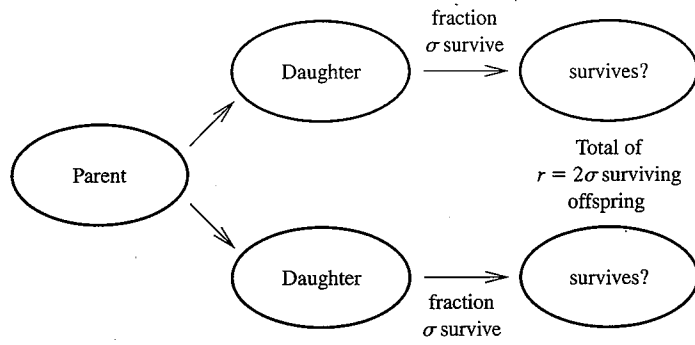 fraction
σ survive
Daughter
survives?
Parent
Total of
r = 2σ surviving
offspring
Daughter
survives?
fraction
σ survive